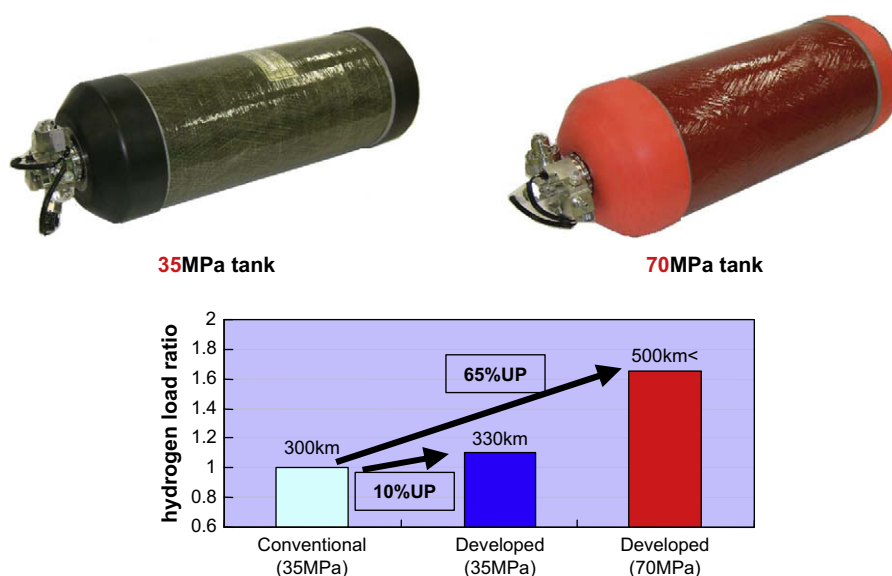 35MPa tank
70MPa tank
hydrogen load ratio
2
1.8
1.6
1.4
1.2
1
0.8
0.6
300km
330km
500km<
65%UP
10%UP
Conventional
(35MPa)
Developed
(35MPa)
Developed
(70MPa)